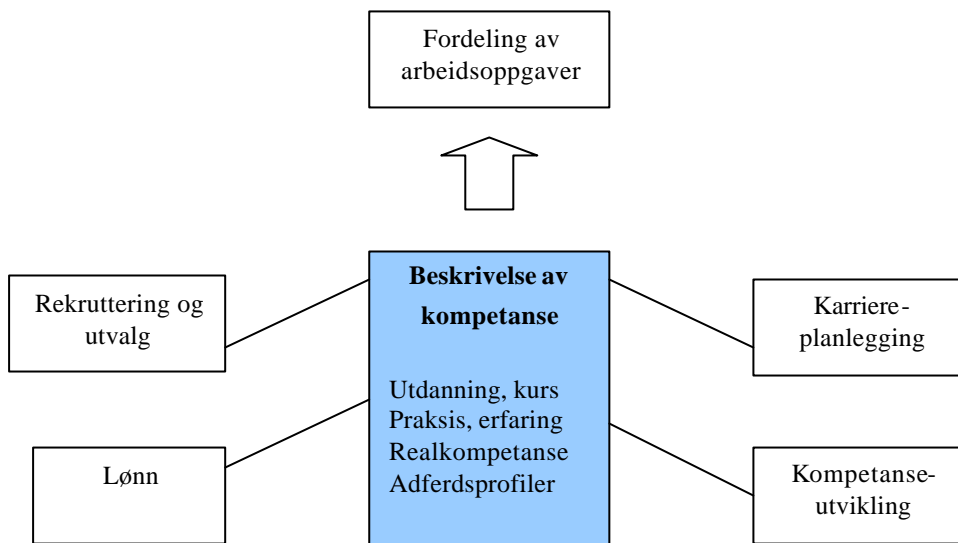 Fordeling av
arbeidsoppgaver
Beskrivelse av
kompetanse
Utdanning, kurs
Praksis, erfaring
Realkompetanse
Adferdsprofiler
Rekruttering og
utvalg
Lønn
Karriere-
planlegging
Kompetanse-
utvikling